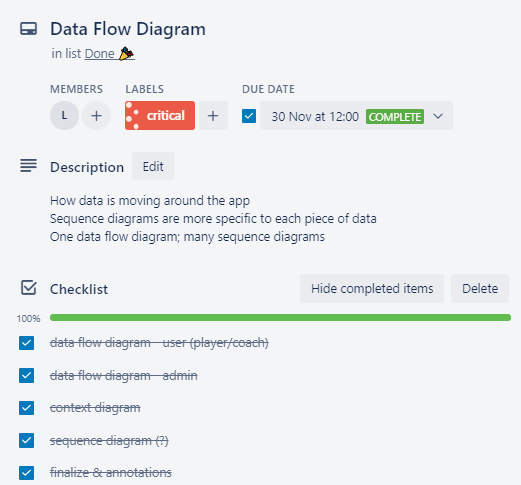 Data Flow Diagram
in list Done
MEMBERS LABELS DUE DATE
L + critical + 30 Nov at 12:00 COMPLETE
Description Edit
How data is moving around the app
Sequence diagrams are more specific to each piece of data
One data flow diagram; many sequence diagrams
Checklist Hide completed items Delete
100%
data flow diagram - user (player/coach)
data flow diagram - admin
context diagram
sequence diagram (?)
finalize & annotations